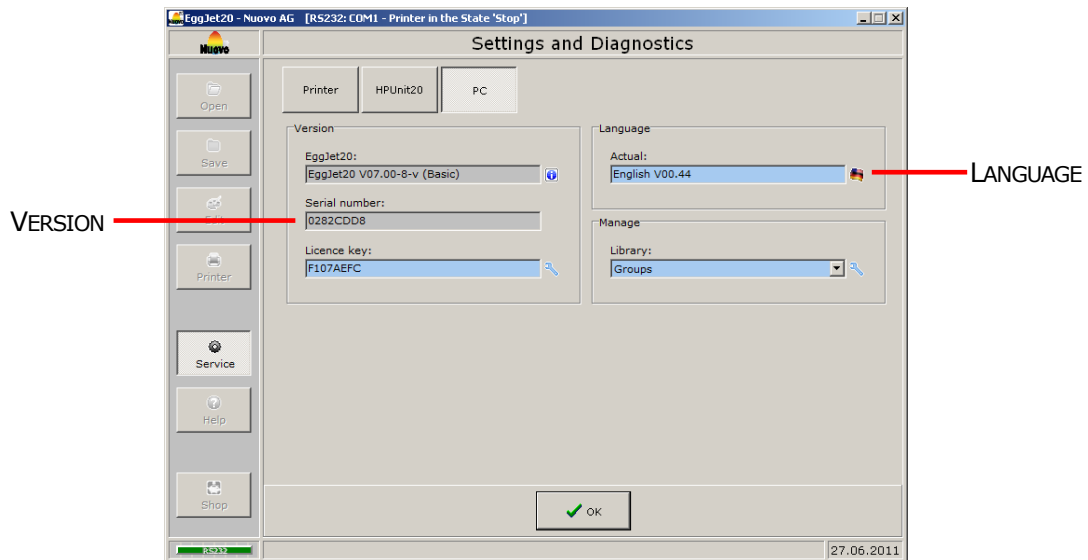 EggJet20 - Nuovo AG [RS232: COM1 - Printer in the State 'Stop']
Nuovo
Settings and Diagnostics
Open
Save
Edit
Printer
Service
Help
Shop
RS232
Printer
HPUnit20
PC
Version
EggJet20:
EggJet20 V07.00-8-v (Basic)
Serial number:
0282CDD8
Licence key:
F107AEFC
Language
Actual:
English V00.44
Manage
Library:
Groups
OK
27.06.2011
VERSION
LANGUAGE